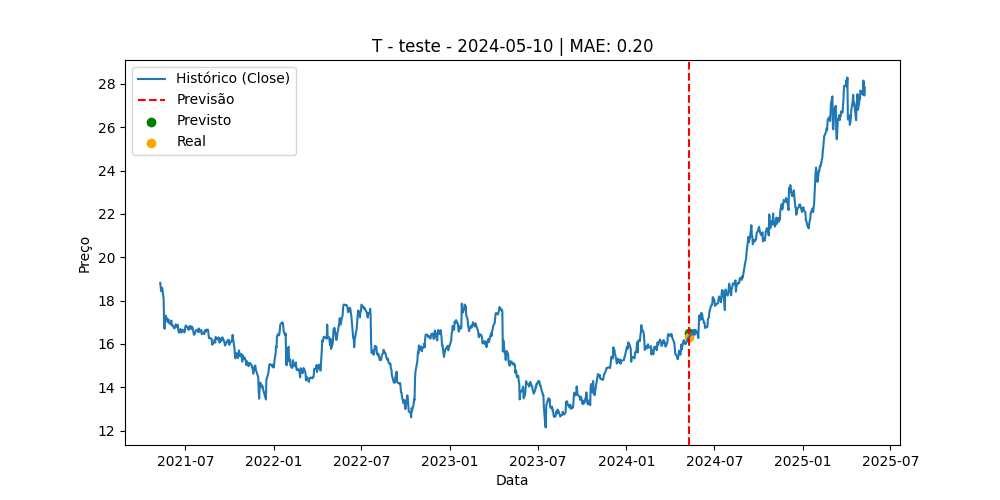 T - teste - 2024-05-10 | MAE: 0.20
Histórico (Close)
Previsão
Previsto
Real
Preço
28
26
24
22
20
18
16
14
12
2021-07 2022-01 2022-07 2023-01 2023-07 2024-01 2024-07 2025-01 2025-07
Data